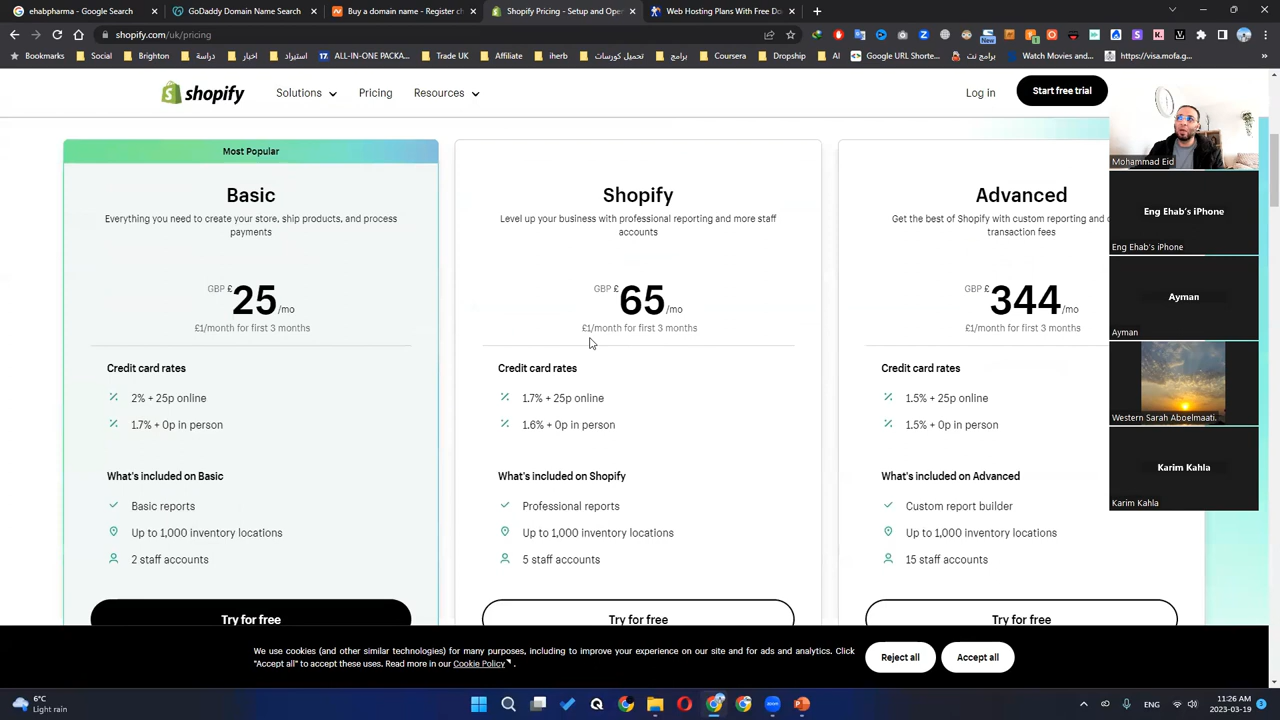 ehabpharma - Google Search
GoDaddy Domain Name Search
Buy a domain name - Register ch
Shopify Pricing - Setup and Oper
Web Hosting Plans With Free Do
shopify.com/uk/pricing
Bookmarks
Social
Brighton
دراسة
اخبار
استيراد
ALL-IN-ONE PACKA...
Trade UK
Affiliate
iherb
تحميل كورسات
برامج
Coursera
Dropship
AI
Google URL Shorte...
برامج نت
Watch Movies and...
https://visa.mofa.g...
shopify
Solutions
Pricing
Resources
Log in
Start free trial
Most Popular
Basic
Everything you need to create your store, ship products, and process
payments
GBP £ 25 /mo
£1/month for first 3 months
Credit card rates
2% + 25p online
1.7% + 0p in person
What's included on Basic
Basic reports
Up to 1,000 inventory locations
2 staff accounts
Try for free
Shopify
Level up your business with professional reporting and more staff
accounts
GBP £ 65 /mo
£1/month for first 3 months
Credit card rates
1.7% + 25p online
1.6% + 0p in person
What's included on Shopify
Professional reports
Up to 1,000 inventory locations
5 staff accounts
Try for free
Advanced
Get the best of Shopify with custom reporting and
transaction fees
GBP £ 344 /mo
£1/month for first 3 months
Credit card rates
1.5% + 25p online
1.5% + 0p in person
What's included on Advanced
Custom report builder
Up to 1,000 inventory locations
15 staff accounts
Try for free
Mohammad Eid
Eng Ehab's iPhone
Eng Ehab's iPhone
Ayman
Ayman
Western Sarah Aboelmaati...
Karim Kahla
Karim Kahla
We use cookies (and other similar technologies) for many purposes, including to improve your experience on our site and for ads and analytics. Click
"Accept all" to accept these uses. Read more in our Cookie Policy.
Reject all
Accept all
6°C
Light rain
ENG
11:26 AM
2023-03-19